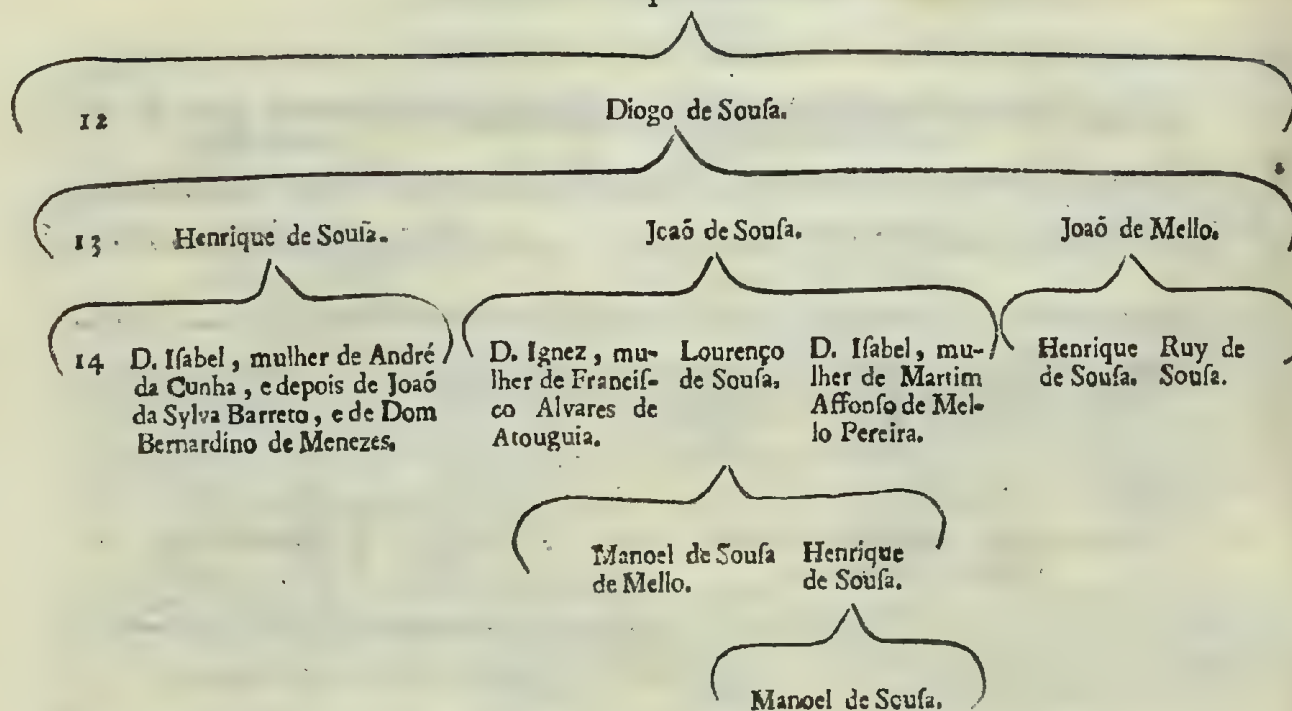 12 Diogo de Souſa.
13 Henrique de Souſa. Joaõ de Souſa. Joaõ de Mello.
14 D. Iſabel, mulher de André
da Cunha, e depois de Joaõ
da Sylva Barreto, e de Dom
Bernardino de Menezes.
D. Ignez, mu-
lher de Franciſ-
co Alvares de
Atouguia.
Lourenço
de Souſa.
D. Iſabel, mu-
lher de Martim
Affonſo de Mel-
lo Pereira.
Henrique
de Souſa.
Ruy de
Souſa.
Manoel de Souſa
de Mello.
Henrique
de Souſa.
Manoel de Souſa.